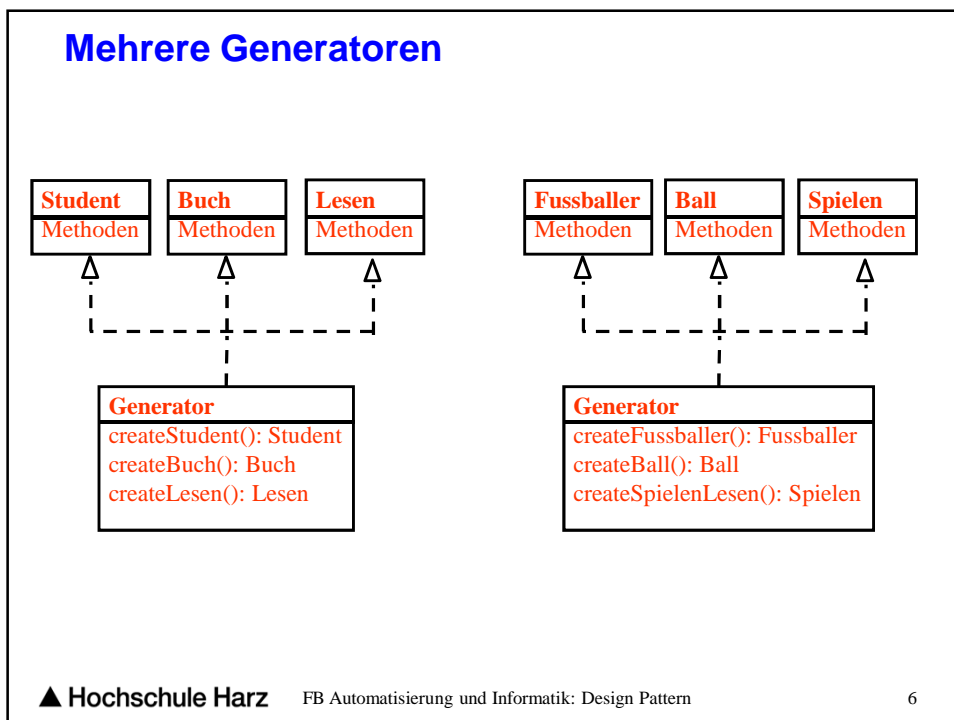 Mehrere Generatoren
Student
Methoden
Buch
Methoden
Lesen
Methoden
Fussballer
Methoden
Ball
Methoden
Spielen
Methoden
Generator
createStudent(): Student
createBuch(): Buch
createLesen(): Lesen
Generator
createFussballer(): Fussballer
createBall(): Ball
createSpielenLesen(): Spielen
Hochschule Harz
FB Automatisierung und Informatik: Design Pattern
6